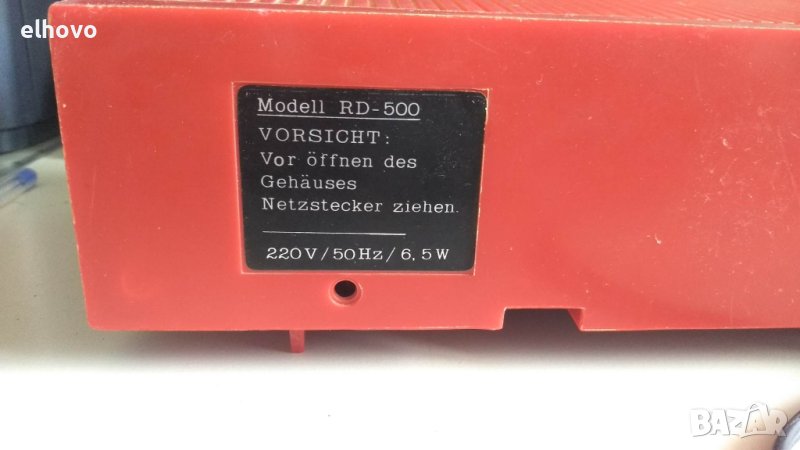 elhovo
Modell RD-500
VORSICHT:
Vor öffnen des
Gehäuses
Netzstecker ziehen.
220V/50Hz/6,5W
BAZAR